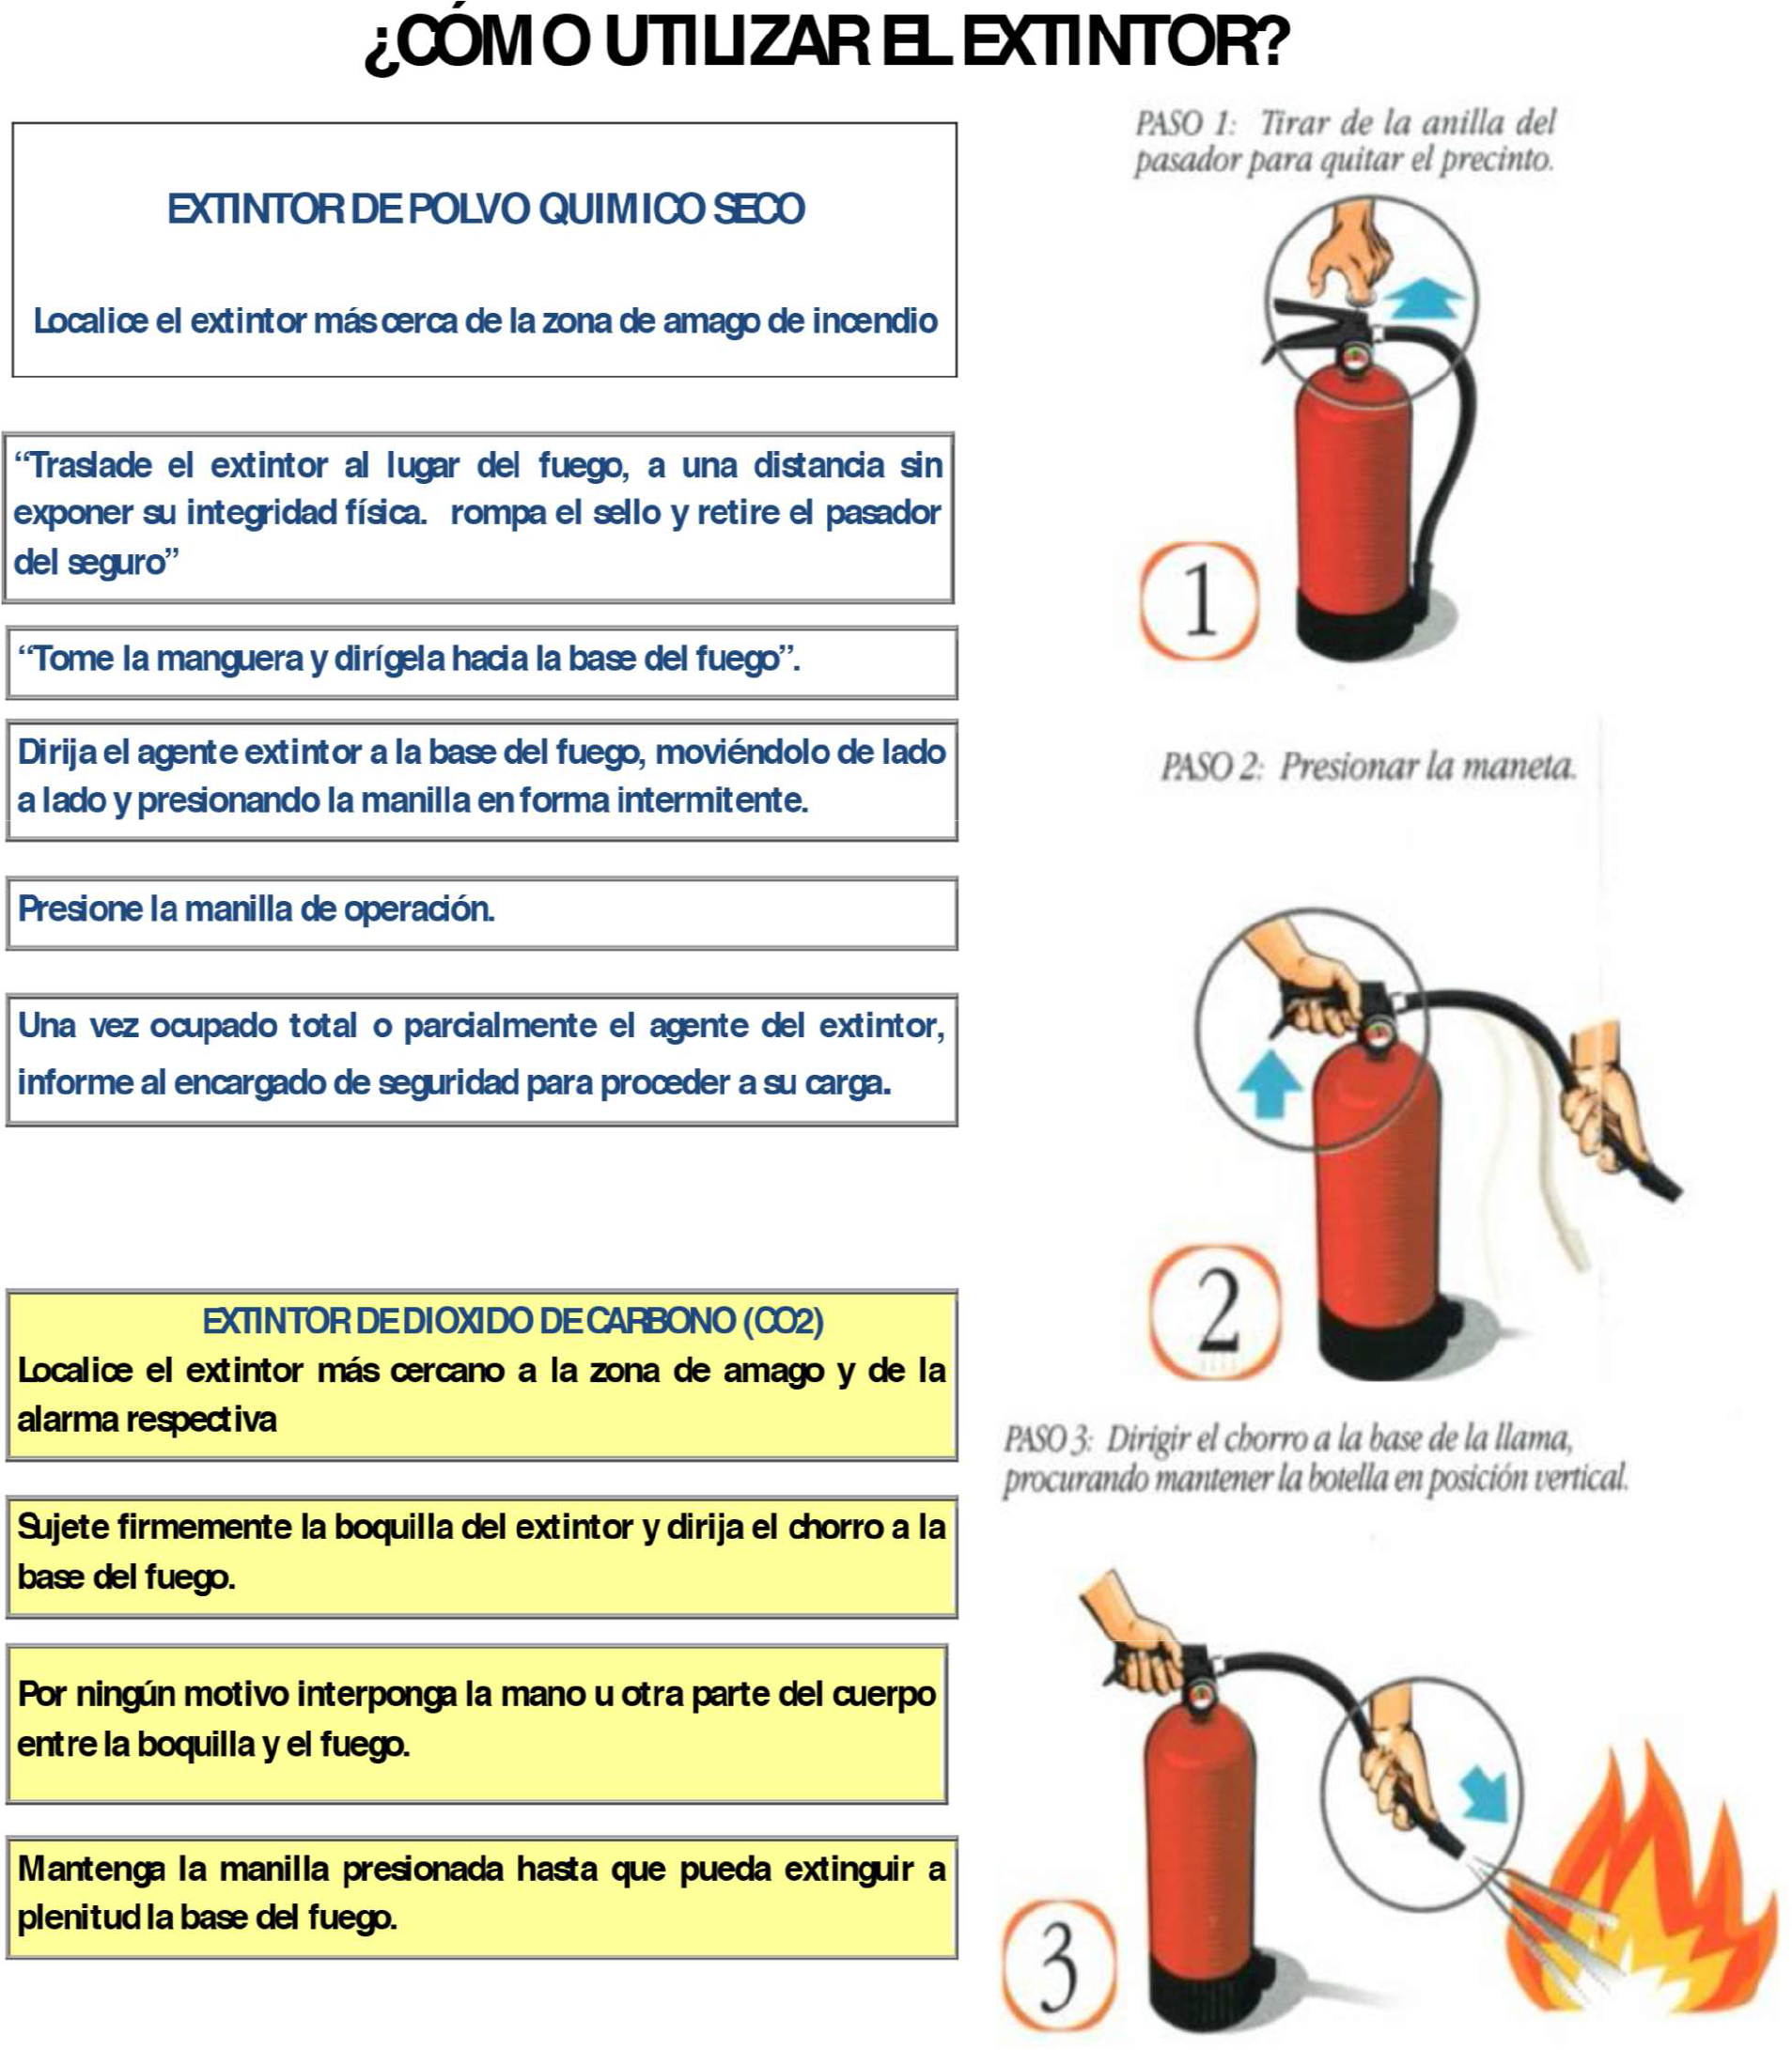 ¿CÓMO UTILIZAR EL EXTINTOR?
EXTINTOR DE POLVO QUIMICO SECO
Localice el extintor más cerca de la zona de amago de incendio
“Traslade el extintor al lugar del fuego, a una distancia sin
exponer su integridad física. rompa el sello y retire el pasador
del seguro”
“Tome la manguera y dirígela hacia la base del fuego”.
Dirija el agente extintor a la base del fuego, moviéndolo de lado
a lado y presionando la manilla en forma intermitente.
Presione la manilla de operación.
Una vez ocupado total o parcialmente el agente del extintor,
informe al encargado de seguridad para proceder a su carga.
EXTINTOR DE DIOXIDO DE CARBONO (CO2)
Localice el extintor más cercano a la zona de amago y de la
alarma respectiva
Sujete firmemente la boquilla del extintor y dirija el chorro a la
base del fuego.
Por ningún motivo interponga la mano u otra parte del cuerpo
entre la boquilla y el fuego.
Mantenga la manilla presionada hasta que pueda extinguir a
plenitud la base del fuego.
PASO 1: Tirar de la anilla del
pasador para quitar el precinto.
1
PASO 2: Presionar la maneta.
2
PASO 3: Dirigir el chorro a la base de la llama,
procurando mantener la botella en posición vertical.
3